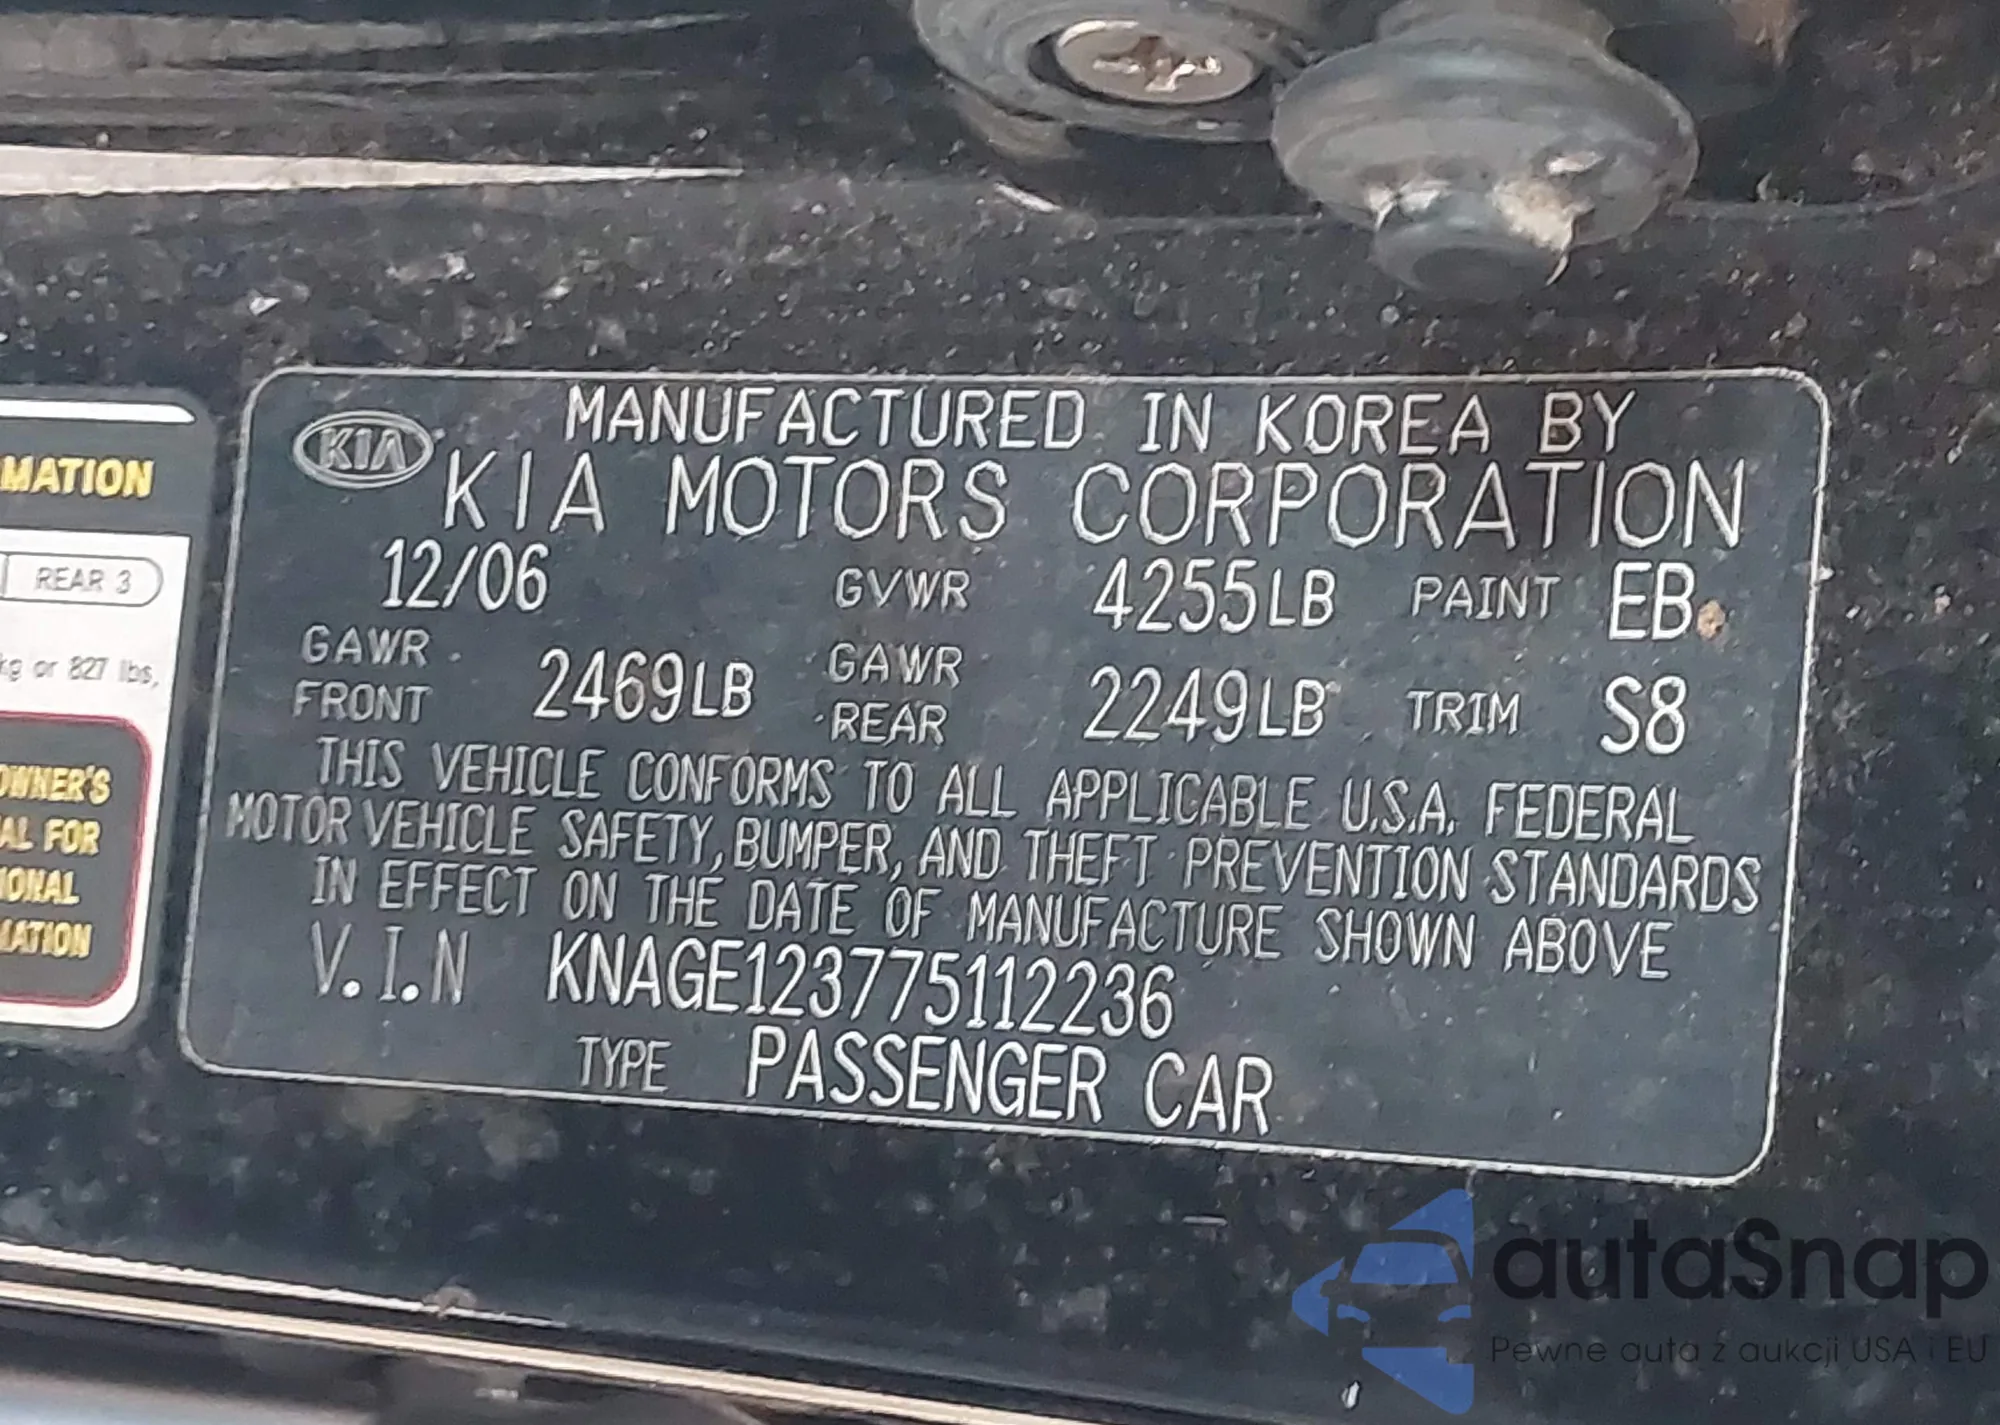 MATION
REAR 3
kg or 827 lbs,
OWNER'S
AL FOR
IONAL
MATION
KIA
MANUFACTURED IN KOREA BY
KIA MOTORS CORPORATION
12/06 GVWR 4255LB PAINT EB
GAWR FRONT 2469LB GAWR REAR 2249LB TRIM S8
THIS VEHICLE CONFORMS TO ALL APPLICABLE U.S.A. FEDERAL
MOTOR VEHICLE SAFETY, BUMPER, AND THEFT PREVENTION STANDARDS
IN EFFECT ON THE DATE OF MANUFACTURE SHOWN ABOVE
V.I.N KNAGE123775112236
TYPE PASSENGER CAR
autaSnap
Pewne auta z aukcji USA i EU